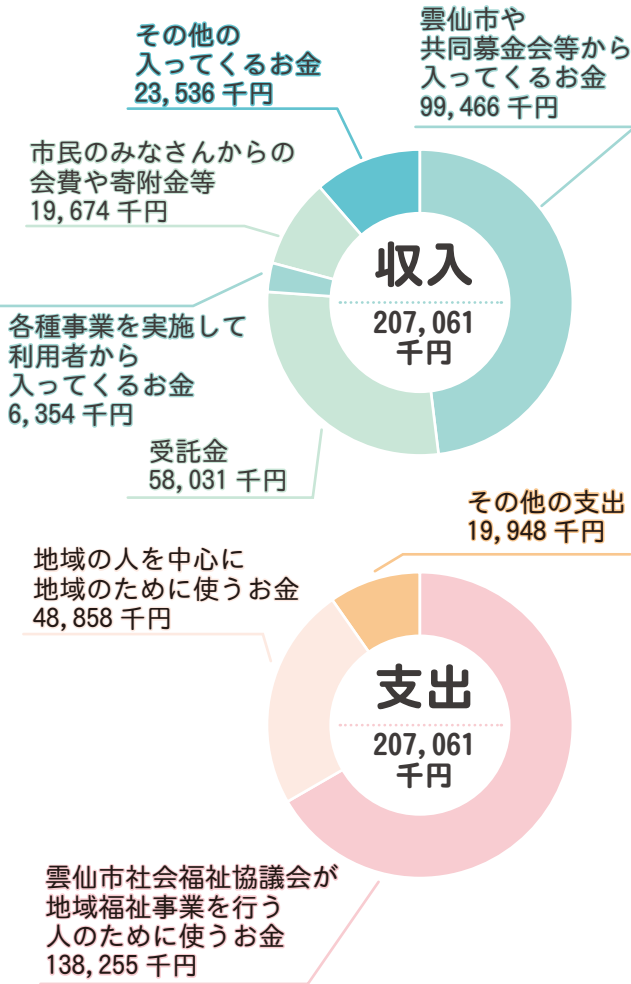 その他の
入ってくるお金
23,536 千円
雲仙市や
共同募金会等から
入ってくるお金
99,466 千円
市民のみなさんからの
会費や寄附金等
19,674 千円
収入
207,061
千円
各種事業を実施して
利用者から
入ってくるお金
6,354 千円
受託金
58,031 千円
その他の支出
19,948 千円
地域の人を中心に
地域のために使うお金
48,858 千円
支出
207,061
千円
雲仙市社会福祉協議会が
地域福祉事業を行う
人のために使うお金
138,255 千円